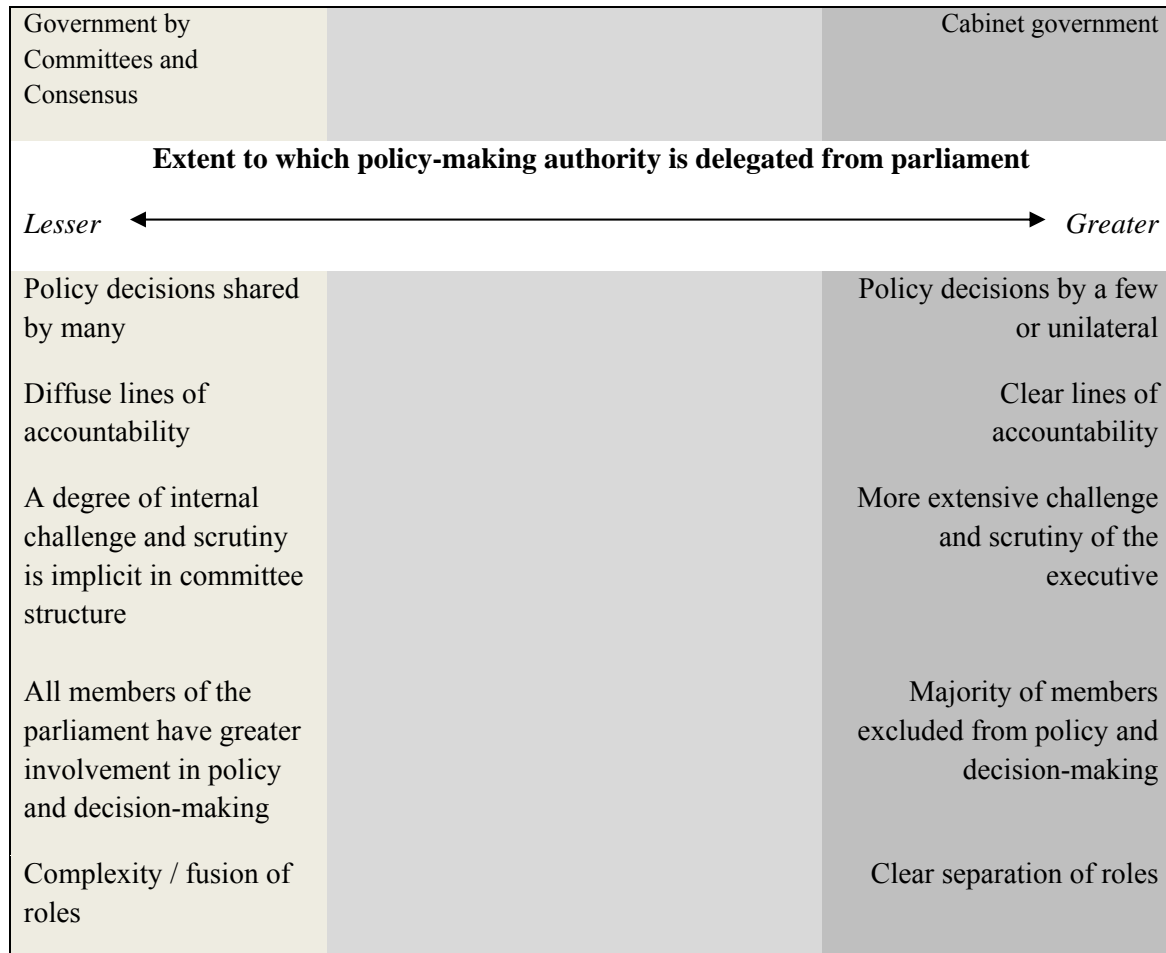 Government by
Committees and
Consensus
Cabinet government
Extent to which policy-making authority is delegated from parliament
Lesser
Greater
Policy decisions shared
by many
Policy decisions by a few
or unilateral
Diffuse lines of
accountability
Clear lines of
accountability
A degree of internal
challenge and scrutiny
is implicit in committee
structure
More extensive challenge
and scrutiny of the
executive
All members of the
parliament have greater
involvement in policy
and decision-making
Majority of members
excluded from policy and
decision-making
Complexity / fusion of
roles
Clear separation of roles